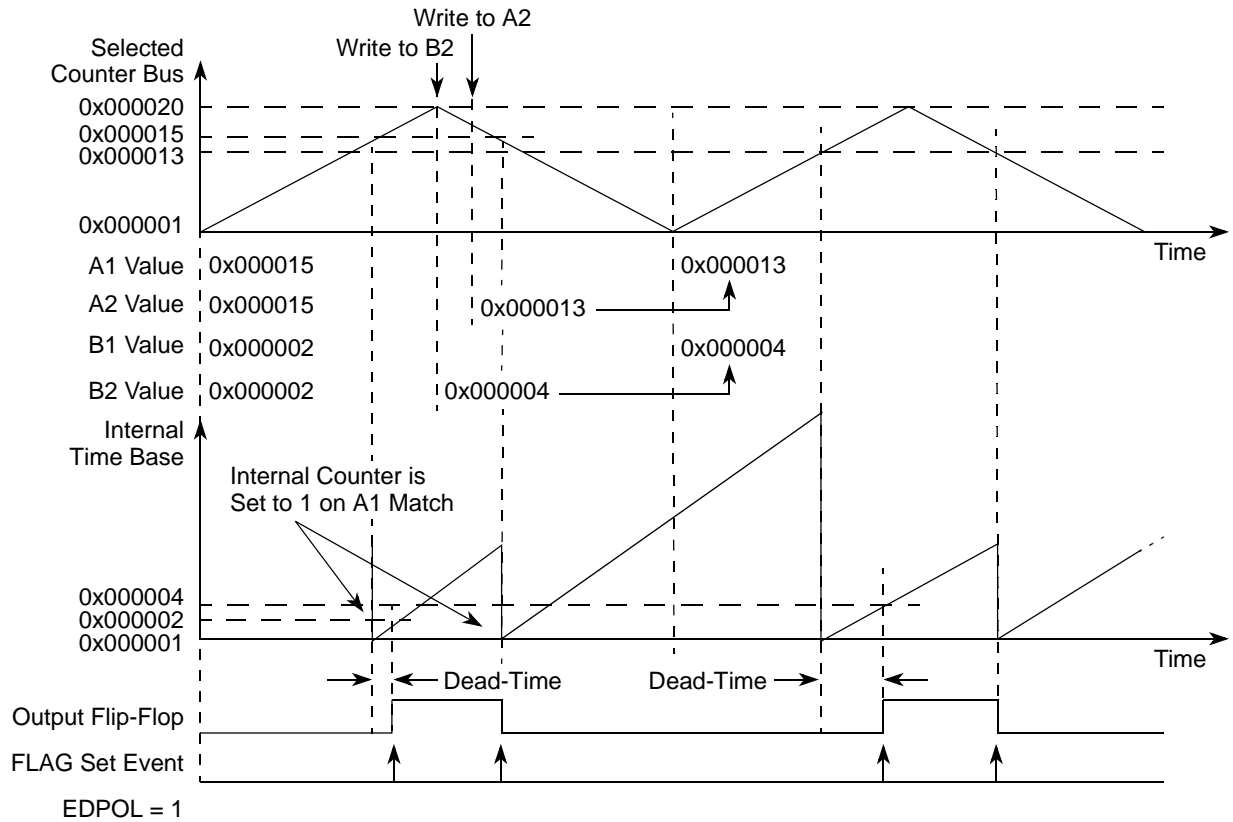 Write to A2
Write to B2
Selected
Counter Bus
0x000020
0x000015
0x000013
0x000001
Time
A1 Value 0x000015 0x000013
A2 Value 0x000015 0x000013
B1 Value 0x000002 0x000004
B2 Value 0x000002 0x000004
Internal
Time Base
Internal Counter is
Set to 1 on A1 Match
0x000004
0x000002
0x000001
Time
Dead-Time Dead-Time
Output Flip-Flop
FLAG Set Event
EDPOL = 1